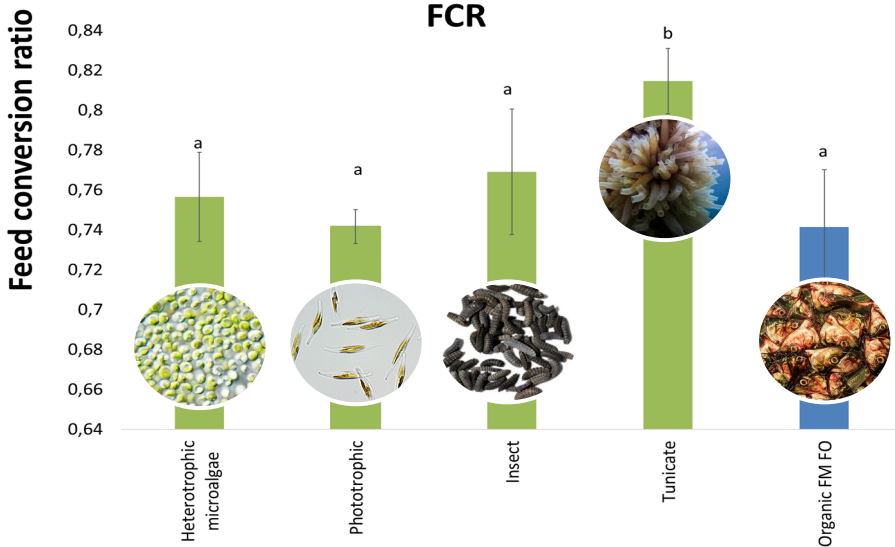 FCR
Feed conversion ratio
0,84
0,82
0,8
0,78
0,76
0,74
0,72
0,7
0,68
0,66
0,64
a
a
a
b
a
Heterotrophic
microalgae
Phototrophic
Insect
Tunicate
Organic FM FO